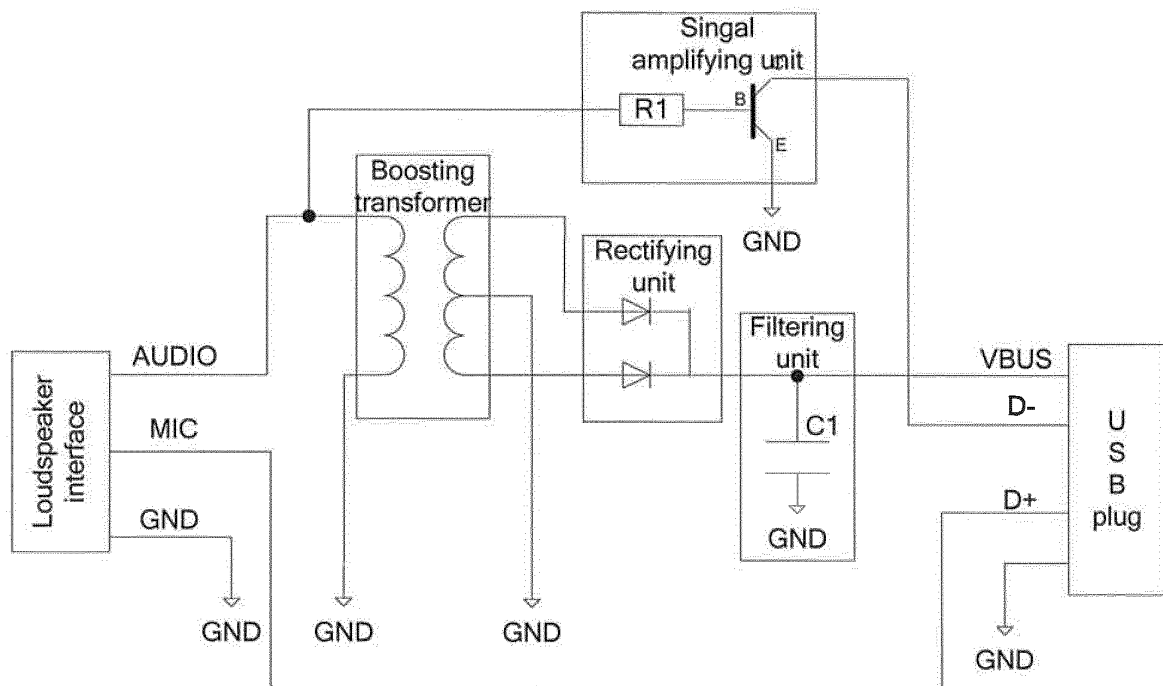 Singal
amplifying unit
C
B
R1
E
GND
Boosting
transformer
Rectifying
unit
Filtering
unit
C1
GND
AUDIO
MIC
GND
Loudspeaker
interface
GND
GND
GND
VBUS
D-
D+
U
S
B
plug
GND